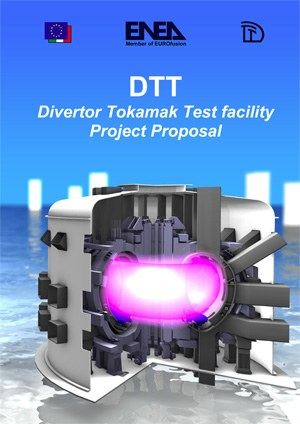 ENEA
Member of EUROfusion
DTT
Divertor Tokamak Test facility
Project Proposal